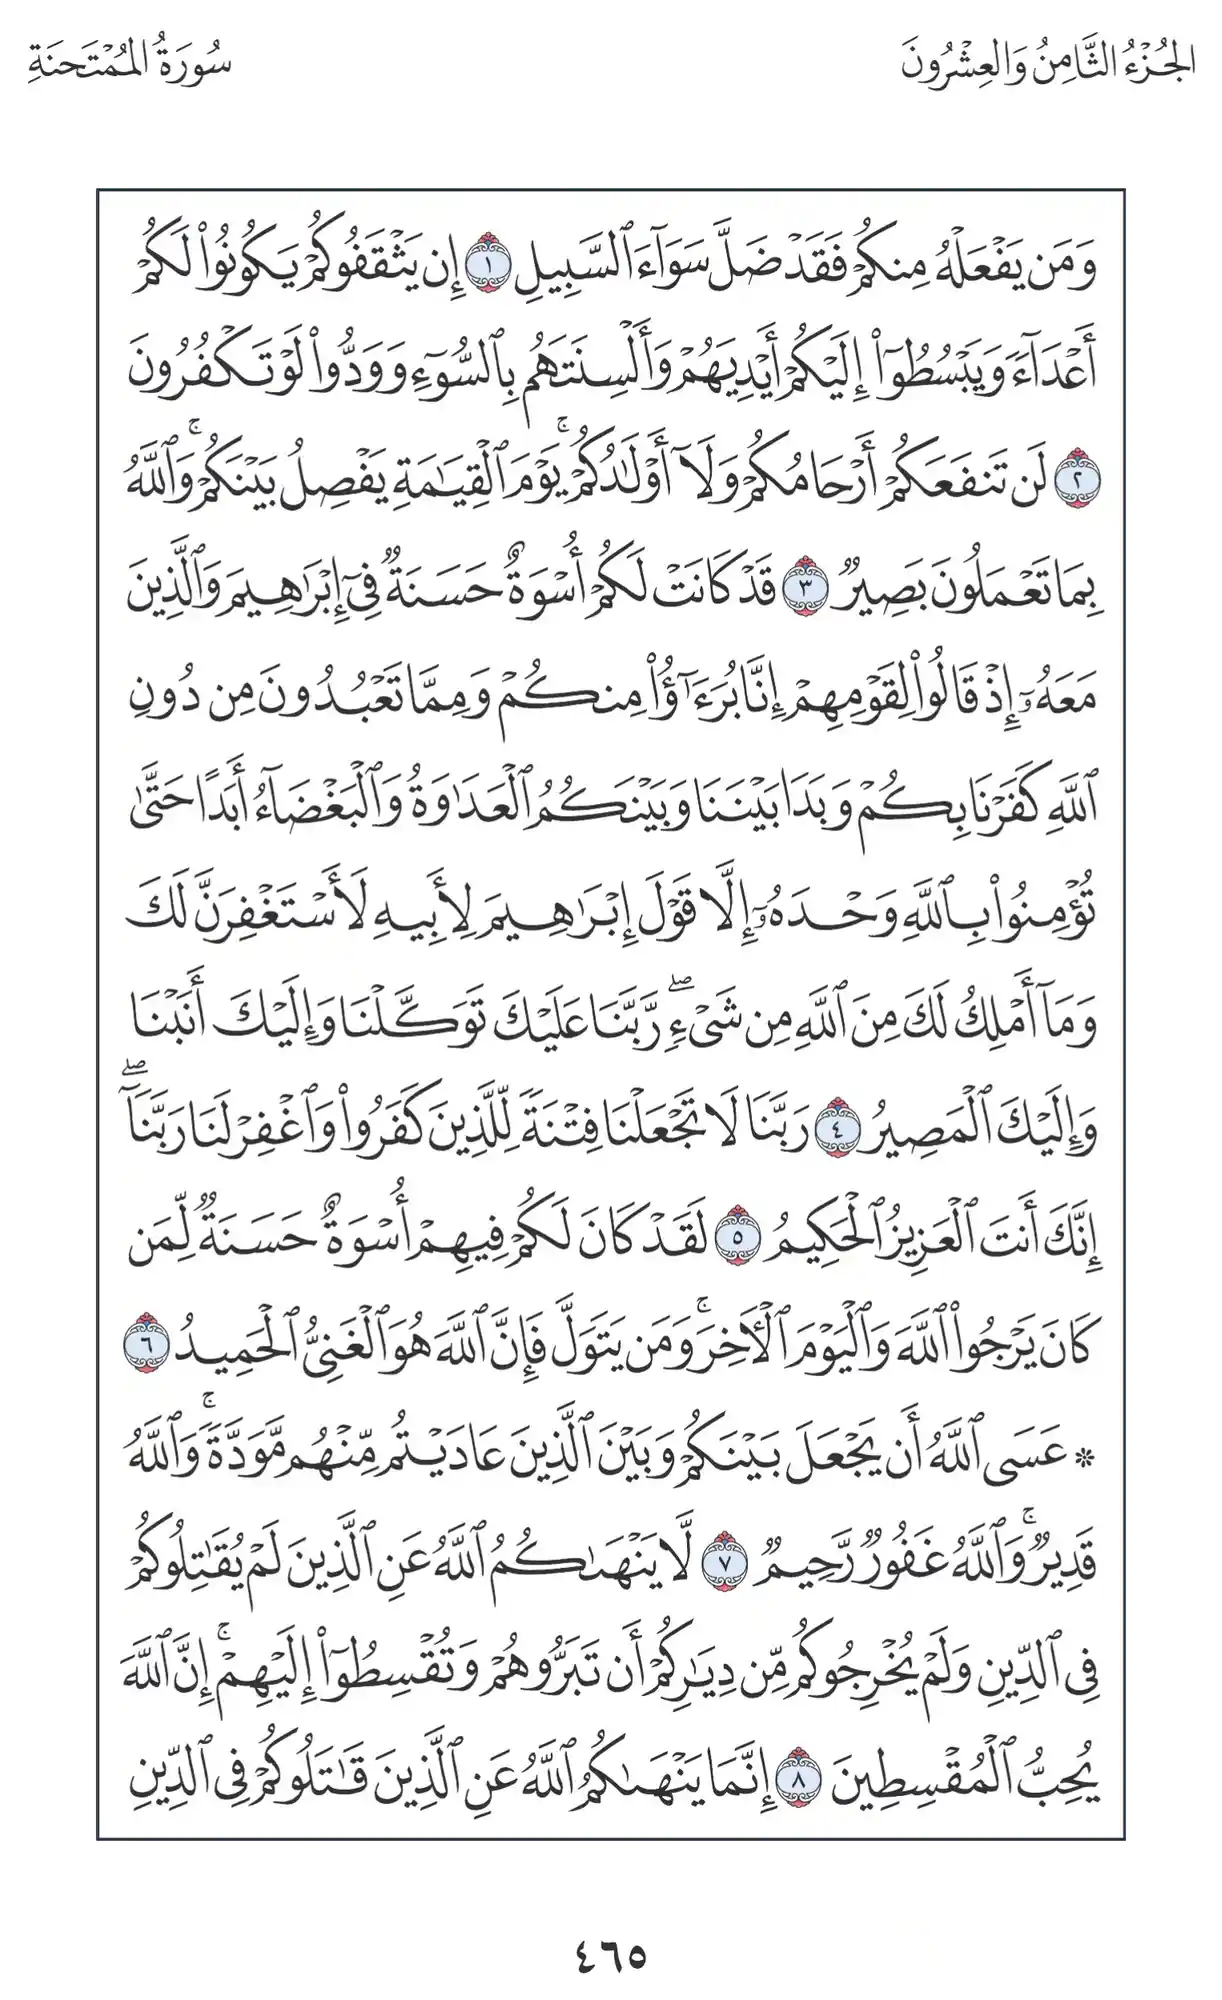 الجُزْءُ الثَّامِنُ وَالعِشْرُونَ
سُورَةُ المُمْتَحنَةِ
وَمَن يَفْعَلْهُ مِنكُمْ فَقَدْ ضَلَّ سَوَآءَ ٱلسَّبِيلِ ١ إِن يَثْقَفُوكُمْ يَكُونُوا۟ لَكُمْ
أَعْدَآءً وَيَبْسُطُوٓا۟ إِلَيْكُمْ أَيْدِيَهُمْ وَأَلْسِنَتَهُم بِٱلسُّوٓءِ وَوَدُّوا۟ لَوْ تَكْفُرُونَ
٢ لَن تَنفَعَكُمْ أَرْحَامُكُمْ وَلَآ أَوْلَٰدُكُمْ ۚ يَوْمَ ٱلْقِيَٰمَةِ يَفْصِلُ بَيْنَكُمْ ۚ وَٱللَّهُ
بِمَا تَعْمَلُونَ بَصِيرٌ ٣ قَدْ كَانَتْ لَكُمْ أُسْوَةٌ حَسَنَةٌ فِىٓ إِبْرَٰهِيمَ وَٱلَّذِينَ
مَعَهُۥٓ إِذْ قَالُوا۟ لِقَوْمِهِمْ إِنَّا بُرَءَٰٓؤُا۟ مِنكُمْ وَمِمَّا تَعْبُدُونَ مِن دُونِ
ٱللَّهِ كَفَرْنَا بِكُمْ وَبَدَا بَيْنَنَا وَبَيْنَكُمُ ٱلْعَدَٰوَةُ وَٱلْبَغْضَآءُ أَبَدًا حَتَّىٰ
تُؤْمِنُوا۟ بِٱللَّهِ وَحْدَهُۥٓ إِلَّا قَوْلَ إِبْرَٰهِيمَ لِأَبِيهِ لَأَسْتَغْفِرَنَّ لَكَ
وَمَآ أَمْلِكُ لَكَ مِنَ ٱللَّهِ مِن شَىْءٍ ۖ رَّبَّنَا عَلَيْكَ تَوَكَّلْنَا وَإِلَيْكَ أَنَبْنَا
وَإِلَيْكَ ٱلْمَصِيرُ ٤ رَبَّنَا لَا تَجْعَلْنَا فِتْنَةً لِّلَّذِينَ كَفَرُوا۟ وَٱغْفِرْ لَنَا رَبَّنَآ ۖ
إِنَّكَ أَنتَ ٱلْعَزِيزُ ٱلْحَكِيمُ ٥ لَقَدْ كَانَ لَكُمْ فِيهِمْ أُسْوَةٌ حَسَنَةٌ لِّمَن
كَانَ يَرْجُوا۟ ٱللَّهَ وَٱلْيَوْمَ ٱلْءَاخِرَ ۚ وَمَن يَتَوَلَّ فَإِنَّ ٱللَّهَ هُوَ ٱلْغَنِىُّ ٱلْحَمِيدُ ٦
* عَسَى ٱللَّهُ أَن يَجْعَلَ بَيْنَكُمْ وَبَيْنَ ٱلَّذِينَ عَادَيْتُم مِّنْهُم مَّوَدَّةً ۚ وَٱللَّهُ
قَدِيرٌ ۚ وَٱللَّهُ غَفُورٌ رَّحِيمٌ ٧ لَّا يَنْهَىٰكُمُ ٱللَّهُ عَنِ ٱلَّذِينَ لَمْ يُقَٰتِلُوكُمْ
فِى ٱلدِّينِ وَلَمْ يُخْرِجُوكُم مِّن دِيَٰرِكُمْ أَن تَبَرُّوهُمْ وَتُقْسِطُوٓا۟ إِلَيْهِمْ ۚ إِنَّ ٱللَّهَ
يُحِبُّ ٱلْمُقْسِطِينَ ٨ إِنَّمَا يَنْهَىٰكُمُ ٱللَّهُ عَنِ ٱلَّذِينَ قَٰتَلُوكُمْ فِى ٱلدِّينِ
٤٦٥